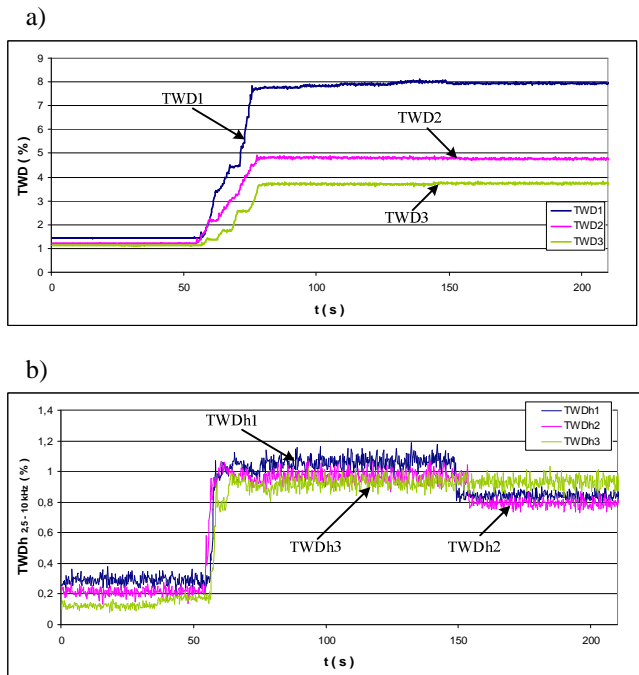 a)
9
8
7
6
5
4
3
2
1
0
TWD ( % )
TWD1
TWD2
TWD3
TWD1
TWD2
TWD3
0
50
100
150
200
t ( s )
b)
1,4
1,2
1
0,8
0,6
0,4
0,2
0
TWDh 2,5 - 10 kHz ( % )
TWDh1
TWDh3
TWDh2
TWDh1
TWDh2
TWDh3
0
50
100
150
200
t ( s )